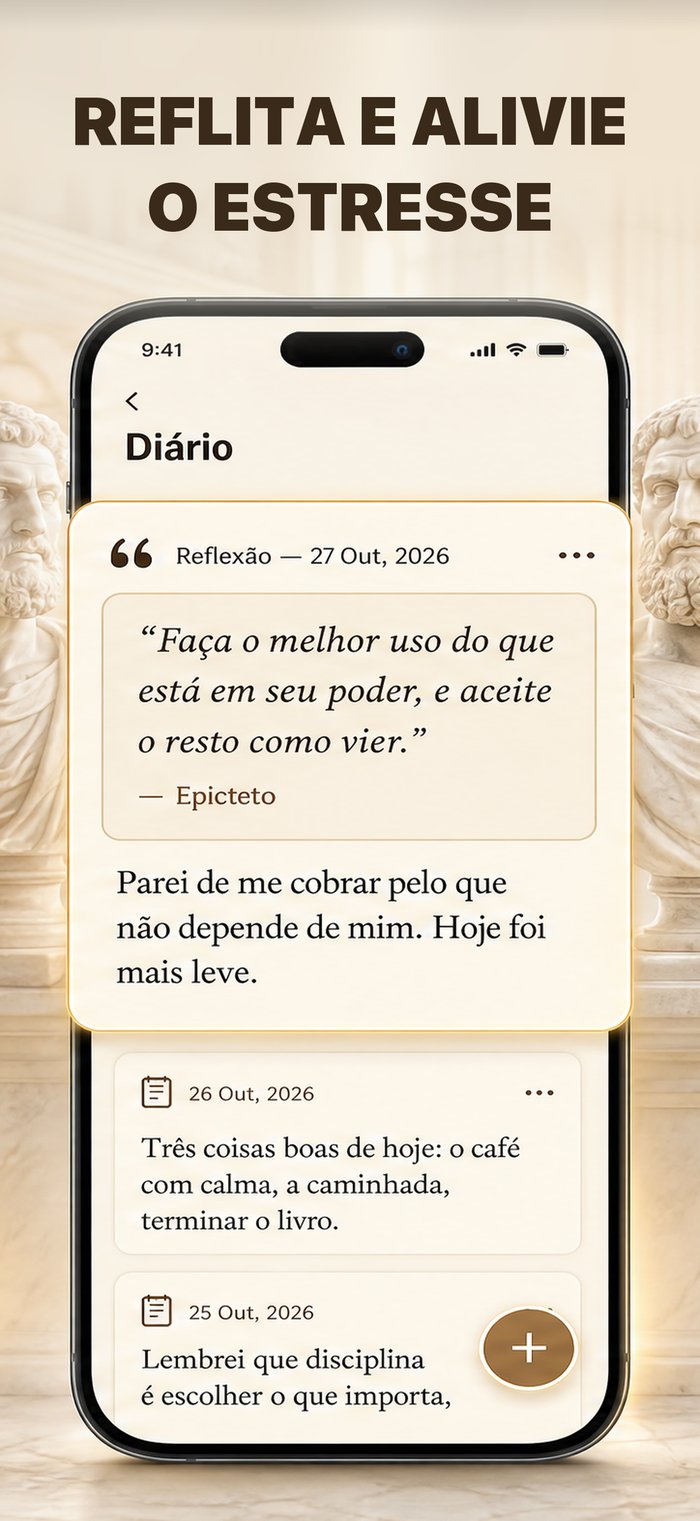 REFLITA E ALIVIE
O ESTRESSE
9:41
Diário
Reflexão — 27 Out, 2026
“Faça o melhor uso do que
está em seu poder, e aceite
o resto como vier.”
— Epicteto
Parei de me cobrar pelo que
não depende de mim. Hoje foi
mais leve.
26 Out, 2026
Três coisas boas de hoje: o café
com calma, a caminhada,
terminar o livro.
25 Out, 2026
Lembrei que disciplina
é escolher o que importa,